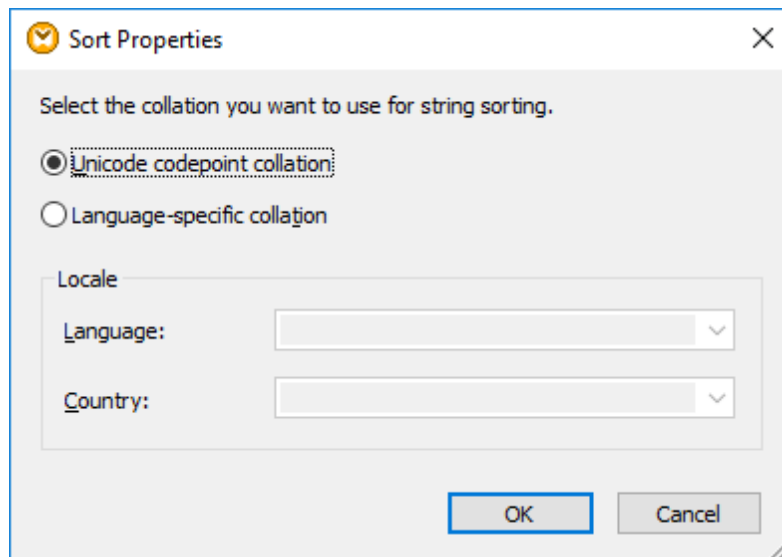 Sort Properties
Select the collation you want to use for string sorting.
Unicode codepoint collation
Language-specific collation
Locale
Language:
Country:
OK Cancel